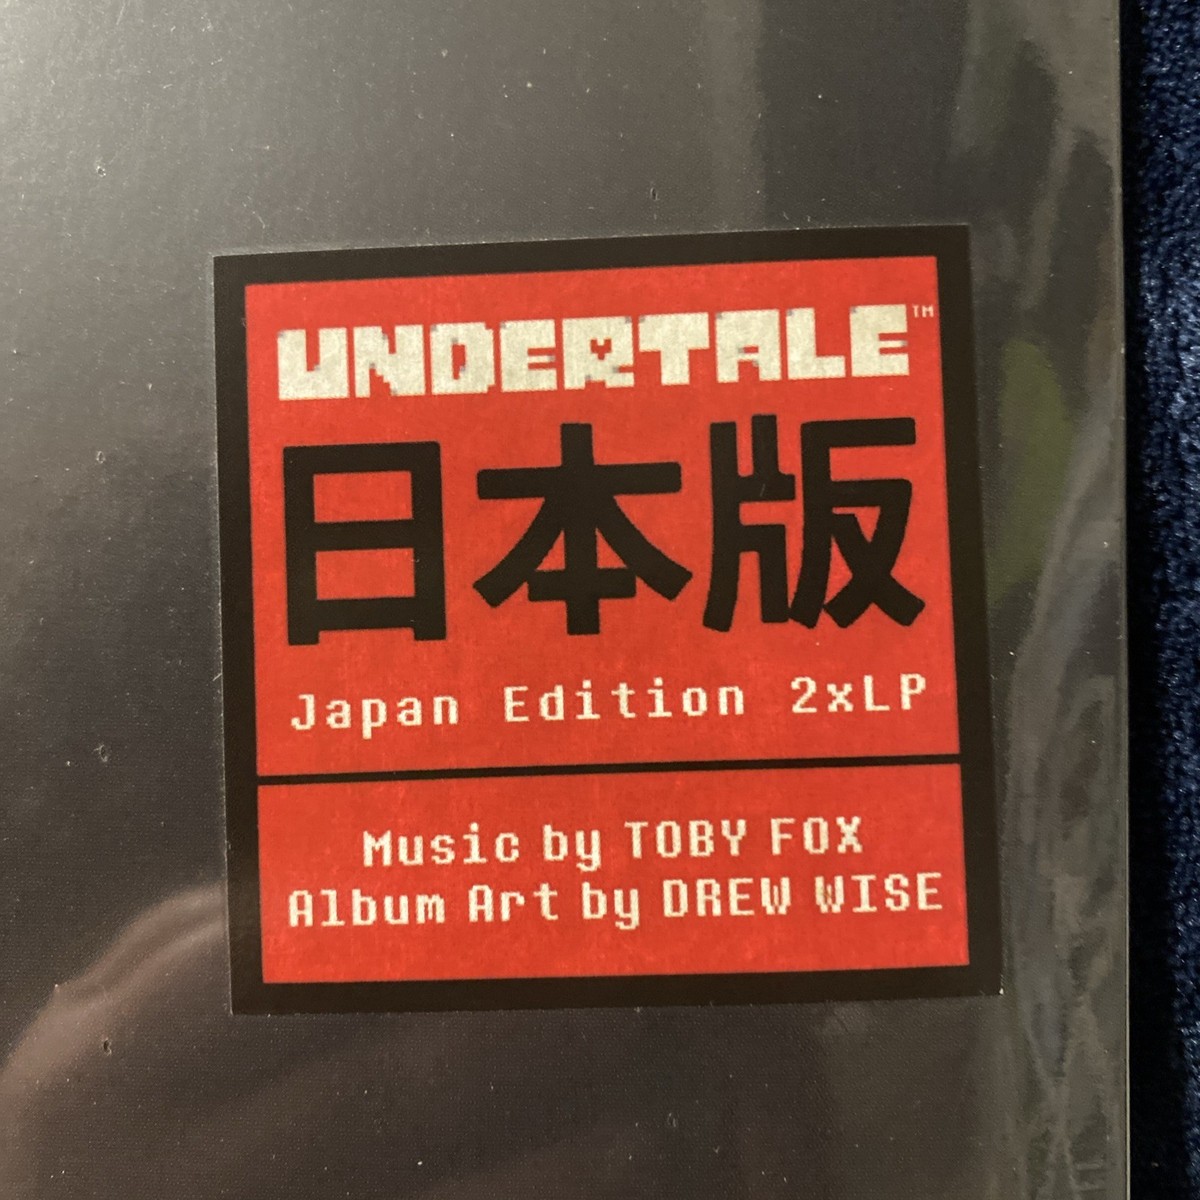 UNDERTALE™
日本版
Japan Edition 2xLP
Music by TOBY FOX
Album Art by DREW WISE